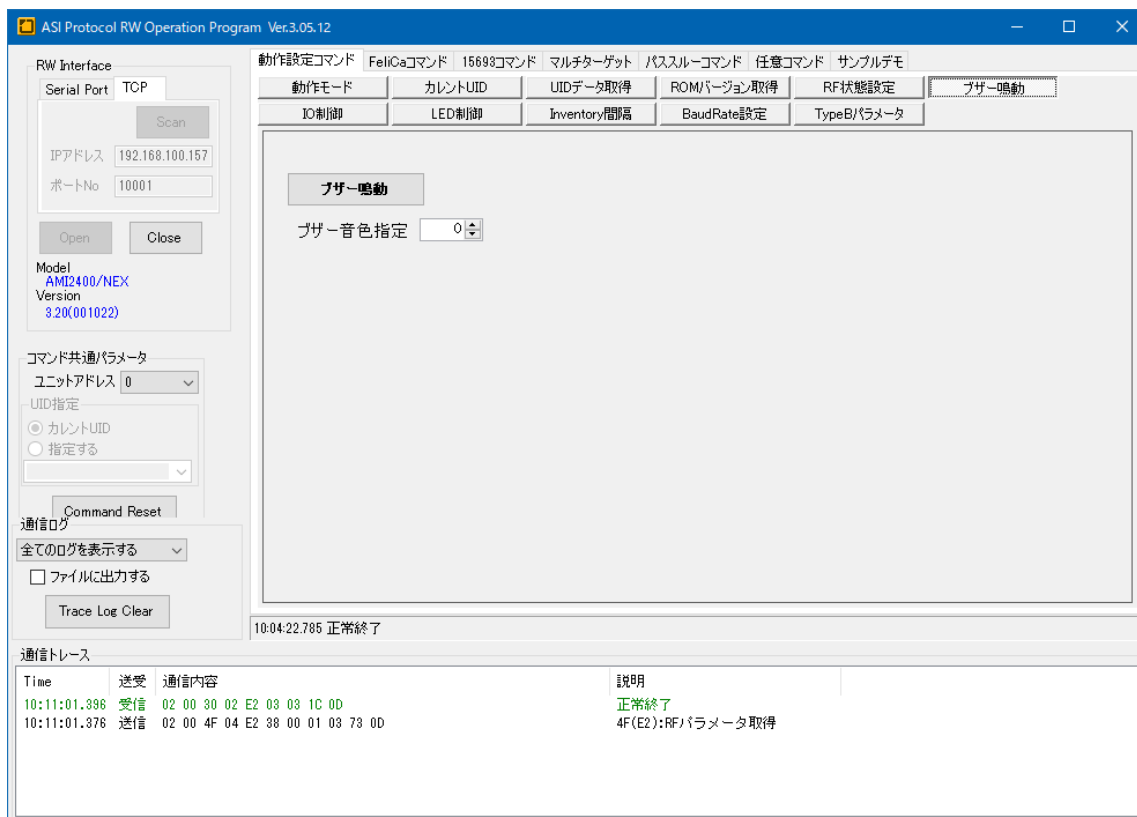 ASI Protocol RW Operation Program Ver.3.05.12
RW Interface
Serial Port TCP
Scan
IPアドレス 192.168.100.157
ポートNo 10001
Open Close
Model
AMI2400/NEX
Version
3.20(001022)
コマンド共通パラメータ
ユニットアドレス 0
UID指定
カレントUID
指定する
Command Reset
通信ログ
全てのログを表示する
ファイルに出力する
Trace Log Clear
動作設定コマンド FeliCaコマンド 15693コマンド マルチターゲット パススルーコマンド 任意コマンド サンプルデモ
動作モード カレントUID UIDデータ取得 ROMバージョン取得 RF状態設定 ブザー鳴動
IO制御 LED制御 Inventory間隔 BaudRate設定 TypeBパラメータ
ブザー鳴動
ブザー音色指定 0
10:04:22.785 正常終了
通信トレース
Time 送受 通信内容 説明
10:11:01.396 受信 02 00 30 02 E2 03 03 1C 0D 正常終了
10:11:01.376 送信 02 00 4F 04 E2 38 00 01 03 73 0D 4F(E2):RFパラメータ取得